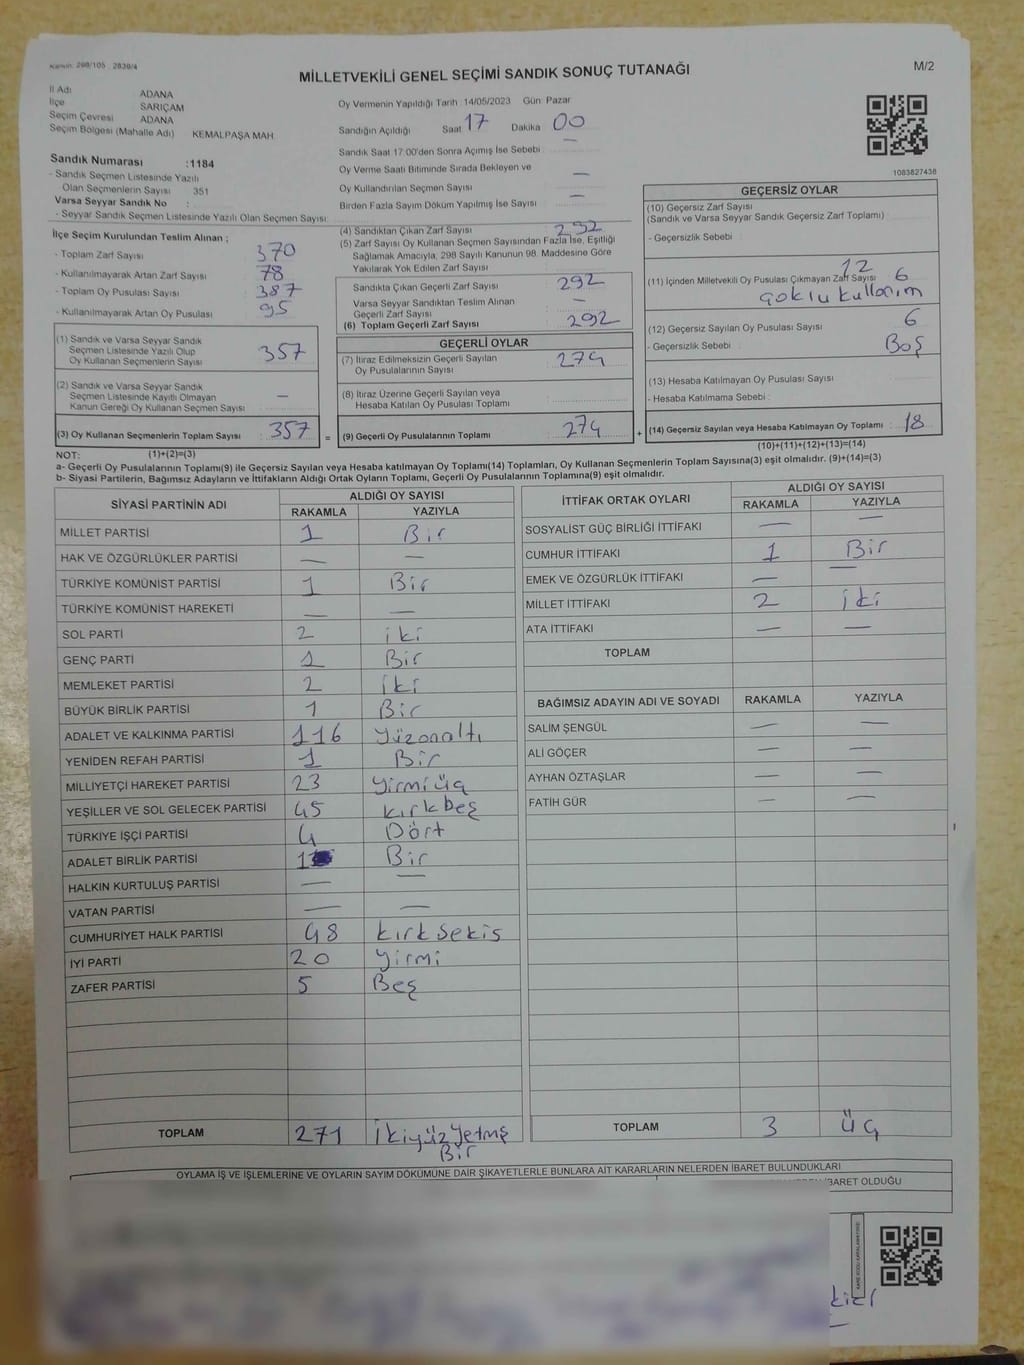 Kanun: 298/105 , 2839/4
M/2
MİLLETVEKİLİ GENEL SEÇİMİ SANDIK SONUÇ TUTANAĞI
İl Adı ADANA
İlçe SARIÇAM
Seçim Çevresi ADANA
Seçim Bölgesi (Mahalle Adı) KEMALPAŞA MAH.
Sandık Numarası :1184
- Sandık Seçmen Listesinde Yazılı
Olan Seçmenlerin Sayısı 351
Varsa Seyyar Sandık No :
- Seyyar Sandık Seçmen Listesinde Yazılı Olan Seçmen Sayısı:
Oy Vermenin Yapıldığı Tarih :14/05/2023 Gün: Pazar
Sandığın Açıldığı Saat 17 Dakika 00
Sandık Saat 17:00'den Sonra Açımış İse Sebebi : —
Oy Verme Saati Bitiminde Sırada Bekleyen ve
Oy Kullandırılan Seçmen Sayısı —
Birden Fazla Sayım Döküm Yapılmış İse Sayısı : —
1083827436
İlçe Seçim Kurulundan Teslim Alınan ;
- Toplam Zarf Sayısı : 370
- Kullanılmayarak Artan Zarf Sayısı : 78
- Toplam Oy Pusulası Sayısı : 387
- Kullanılmayarak Artan Oy Pusulası : 95
(1) Sandık ve Varsa Seyyar Sandık
Seçmen Listesinde Yazılı Olup
Oy Kullanan Seçmenlerin Sayısı : 357
(2) Sandık ve Varsa Seyyar Sandık
Seçmen Listesinde Kayıtlı Olmayan
Kanun Gereği Oy Kullanan Seçmen Sayısı : —
(3) Oy Kullanan Seçmenlerin Toplam Sayısı : 357
(4) Sandıktan Çıkan Zarf Sayısı : 292
(5) Zarf Sayısı Oy Kullanan Seçmen Sayısından Fazla İse, Eşitliği
Sağlamak Amacıyla, 298 Sayılı Kanunun 98. Maddesine Göre
Yakılarak Yok Edilen Zarf Sayısı :
Sandıkta Çıkan Geçerli Zarf Sayısı : 292
Varsa Seyyar Sandıktan Teslim Alınan
Geçerli Zarf Sayısı : —
(6) Toplam Geçerli Zarf Sayısı : 292
GEÇERLİ OYLAR
(7) İtiraz Edilmeksizin Geçerli Sayılan
Oy Pusulalarının Sayısı : 274
(8) İtiraz Üzerine Geçerli Sayılan veya
Hesaba Katılan Oy Pusulası Toplamı :
= (9) Geçerli Oy Pusulalarının Toplamı : 274 +
GEÇERSİZ OYLAR
(10) Geçersiz Zarf Sayısı
(Sandık ve Varsa Seyyar Sandık Geçersiz Zarf Toplamı) :
- Geçersizlik Sebebi :
(11) İçinden Milletvekili Oy Pusulası Çıkmayan Zarf Sayısı : 12 6
çoklu kullanım
(12) Geçersiz Sayılan Oy Pusulası Sayısı : 6
- Geçersizlik Sebebi : Boş
(13) Hesaba Katılmayan Oy Pusulası Sayısı :
- Hesaba Katılmama Sebebi :
(14) Geçersiz Sayılan veya Hesaba Katılmayan Oy Toplamı : 18
NOT: (1)+(2)=(3)
(10)+(11)+(12)+(13)=(14)
a- Geçerli Oy Pusulalarının Toplamı(9) ile Geçersiz Sayılan veya Hesaba katılmayan Oy Toplamı(14) Toplamları, Oy Kullanan Seçmenlerin Toplam Sayısına(3) eşit olmalıdır. (9)+(14)=(3)
b- Siyasi Partilerin, Bağımsız Adayların ve İttifakların Aldığı Ortak Oyların Toplamı, Geçerli Oy Pusulalarının Toplamına(9) eşit olmalıdır.
SİYASİ PARTİNİN ADI ALDIĞI OY SAYISI
RAKAMLA YAZIYLA
MİLLET PARTİSİ 1 Bir
HAK VE ÖZGÜRLÜKLER PARTİSİ — —
TÜRKİYE KOMÜNİST PARTİSİ 1 Bir
TÜRKİYE KOMÜNİST HAREKETİ — —
SOL PARTİ 2 iki
GENÇ PARTİ 1 Bir
MEMLEKET PARTİSİ 2 iki
BÜYÜK BİRLİK PARTİSİ 1 Bir
ADALET VE KALKINMA PARTİSİ 116 yüzonaltı
YENİDEN REFAH PARTİSİ 1 Bir
MİLLİYETÇİ HAREKET PARTİSİ 23 yirmi üç
YEŞİLLER VE SOL GELECEK PARTİSİ 45 kırkbeş
TÜRKİYE İŞÇİ PARTİSİ 4 Dört
ADALET BİRLİK PARTİSİ 1 Bir
HALKIN KURTULUŞ PARTİSİ — —
VATAN PARTİSİ — —
CUMHURİYET HALK PARTİSİ 48 kırksekis
İYİ PARTİ 20 yirmi
ZAFER PARTİSİ 5 Beş
TOPLAM 271 ikiyüzyetmş
Bir
İTTİFAK ORTAK OYLARI ALDIĞI OY SAYISI
RAKAMLA YAZIYLA
SOSYALİST GÜÇ BİRLİĞİ İTTİFAKI — —
CUMHUR İTTİFAKI 1 Bir
EMEK VE ÖZGÜRLÜK İTTİFAKI — —
MİLLET İTTİFAKI 2 iki
ATA İTTİFAKI — —
TOPLAM
BAĞIMSIZ ADAYIN ADI VE SOYADI RAKAMLA YAZIYLA
SALİM ŞENGÜL — —
ALİ GÖÇER — —
AYHAN ÖZTAŞLAR — —
FATİH GÜR — —
TOPLAM 3 üç
OYLAMA İŞ VE İŞLEMLERİNE VE OYLARIN SAYIM DÖKÜMÜNE DAİR ŞİKAYETLERLE BUNLARA AİT KARARLARIN NELERDEN İBARET BULUNDUKLARI
İBARET OLDUĞU